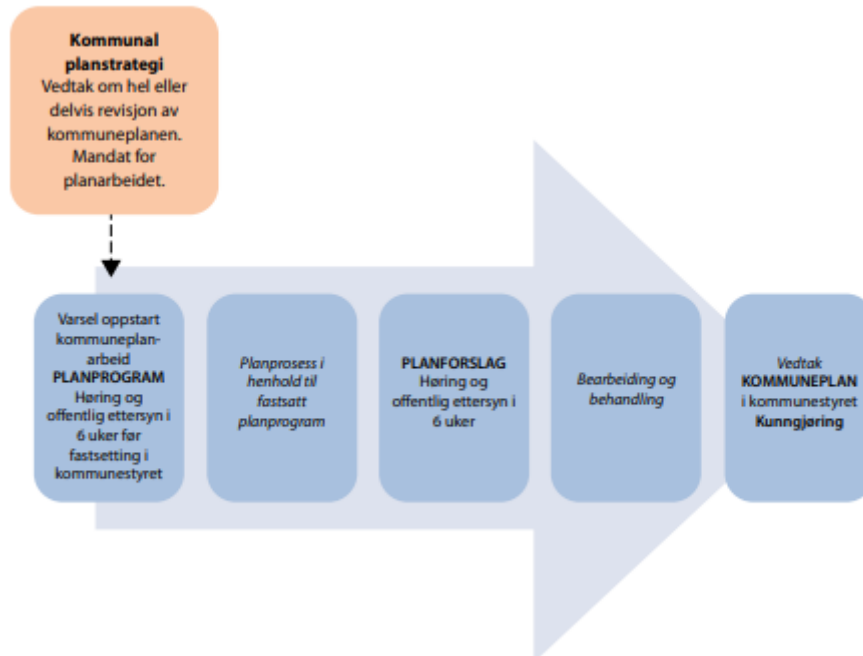 Kommunal
planstrategi
Vedtak om hel eller
delvis revisjon av
kommuneplanen.
Mandat for
planarbeidet.
Varsel oppstart
kommuneplan-
arbeid
PLANPROGRAM
Høring og
offentlig ettersyn i
6 uker før
fastsetting i
kommunestyret
Planprosess i
henhold til
fastsatt
planprogram
PLANFORSLAG
Høring og
offentlig ettersyn i
6 uker
Bearbeiding og
behandling
Vedtak
KOMMUNEPLAN
i kommunestyret
Kunngjøring